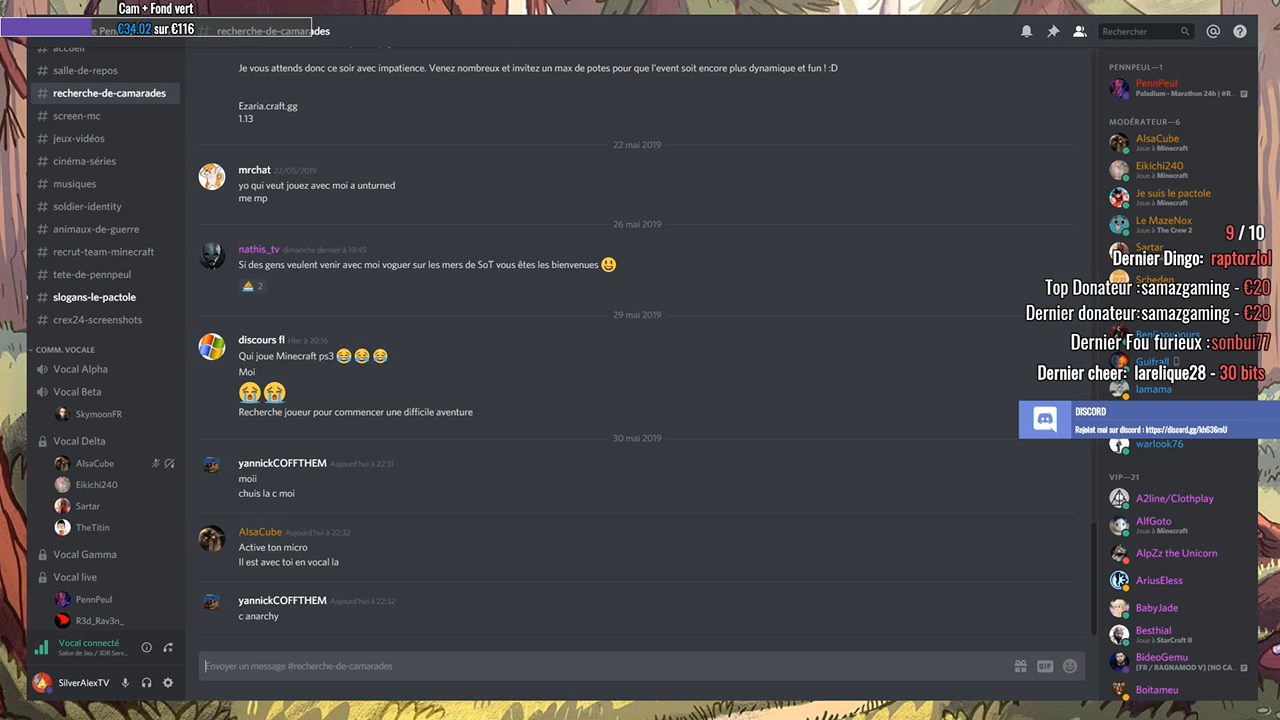 Cam + Fond vert
€34.02 sur €116
# recherche-de-camarades
Rechercher
accueil
# salle-de-repos
# recherche-de-camarades
# screen-mc
# jeux-vidéos
# cinéma-séries
# musiques
# soldier-identity
# animaux-de-guerre
# recrut-team-minecraft
# tete-de-pennpeul
# slogans-le-pactole
# crex24-screenshots
COMM. VOCALE
Vocal Alpha
Vocal Beta
SkymoonFR
Vocal Delta
AlsaCube
Eikichi240
Sartar
TheTitin
Vocal Gamma
Vocal live
PennPeul
R3d_Rav3n_
Vocal connecté
Salon de Jeu / JDR Serv...
SilverAlexTV
Je vous attends donc ce soir avec impatience. Venez nombreux et invitez un max de potes pour que l'event soit encore plus dynamique et fun ! :D
Ezaria.craft.gg
1.13
22 mai 2019
mrchat 22/05/2019
yo qui veut jouez avec moi a unturned
me mp
26 mai 2019
nathis_tv dimanche dernier à 19:45
Si des gens veulent venir avec moi voguer sur les mers de SoT vous êtes les bienvenues 😃
2
29 mai 2019
discours fl Hier à 20:16
Qui joue Minecraft ps3 😂 😂 😂
Moi
😭 😭
Recherche joueur pour commencer une difficile aventure
30 mai 2019
yannickCOFFTHEM Aujourd'hui à 22:31
moii
chuis la c moi
AlsaCube Aujourd'hui à 22:32
Active ton micro
Il est avec toi en vocal la
yannickCOFFTHEM Aujourd'hui à 22:32
c anarchy
Envoyer un message #recherche-de-camarades
GIF
PENNPEUL—1
PennPeul
Paladium - Marathon 24h | #R...
MODÉRATEUR—6
AlsaCube
Joue à Minecraft
Eikichi240
Joue à Minecraft
Je suis le pactole
Joue à Minecraft
Le MazeNox
Joue à The Crew 2
9 / 10
Sartar
Dernier Dingo: raptorzlol
Scheden
Top Donateur :samazgaming - €20
Dernier donateur:samazgaming - €20
Dernier Fou furieux :sonbui77
Guifrall
Dernier cheer: larelique28 - 30 bits
lamama
DISCORD
Rejoint moi sur discord : https://discord.gg/kh636mU
warlook76
VIP—21
A2line/Clothplay
AlfGoto
Joue à Minecraft
AlpZz the Unicorn
AriusEless
BabyJade
Besthial
Joue à StarCraft II
BideoGemu
[FR / RAGNAMOD V] [NO CA...
Boitameu